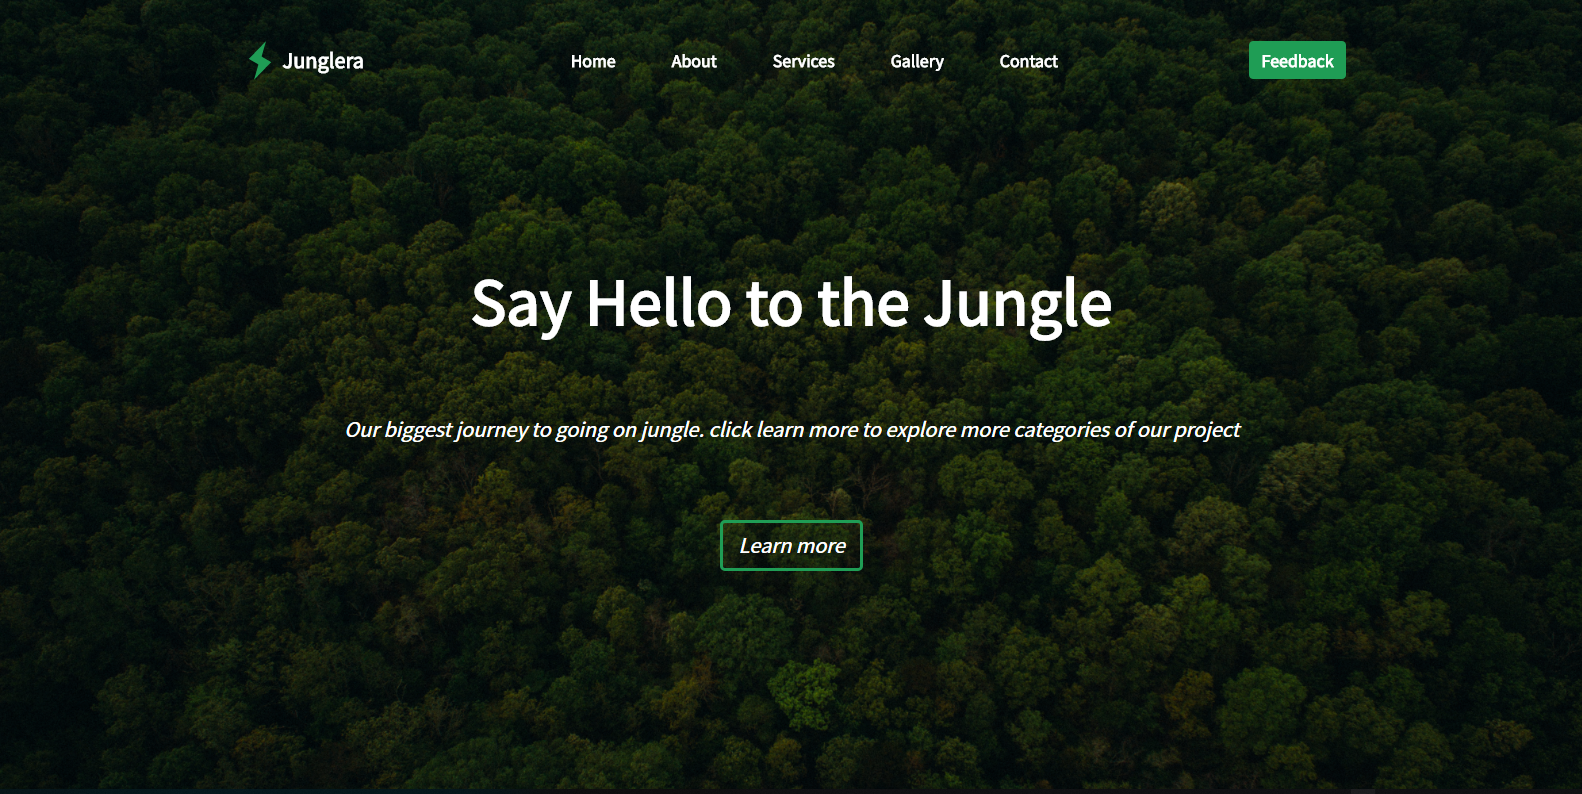 Junglera
Home About Services Gallery Contact
Feedback
Say Hello to the Jungle
Our biggest journey to going on jungle. click learn more to explore more categories of our project
Learn more